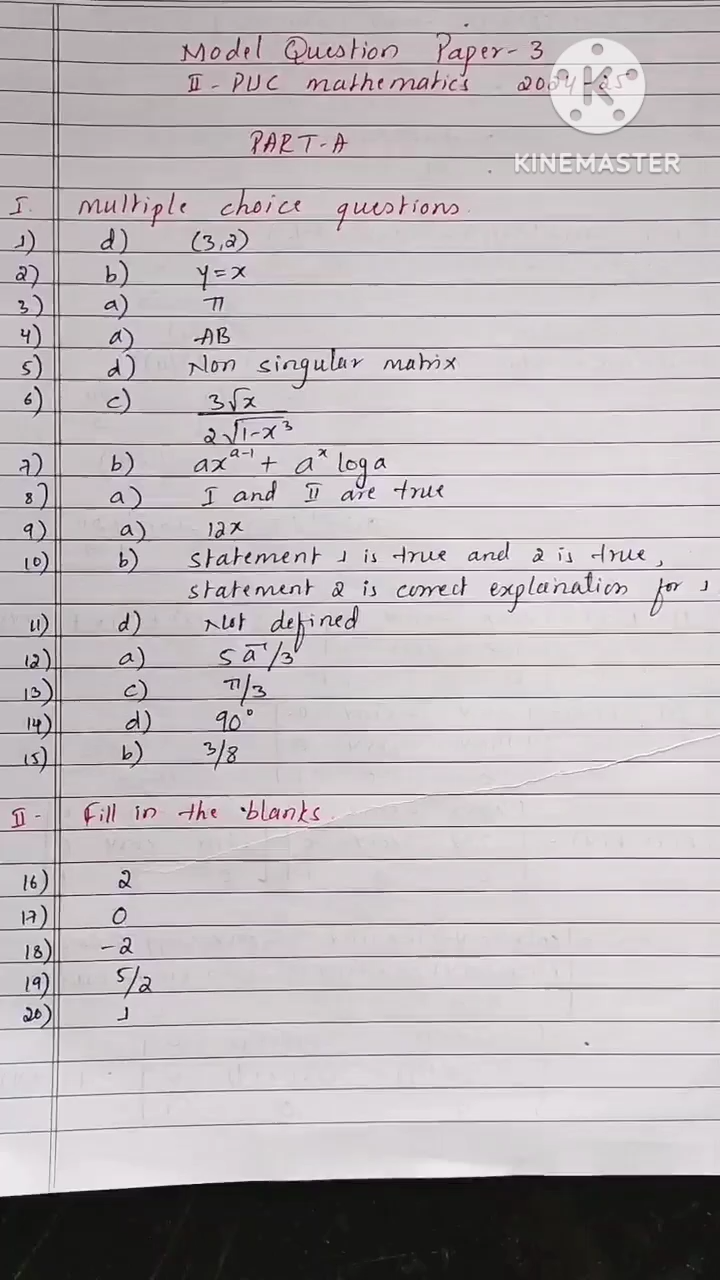 Model Question Paper-3
II - PUC mathematics 2024-25
KINEMASTER
PART-A
I. Multiple choice questions.
1) d) (3,2)
2) b) y=x
3) a) π
4) a) AB
5) d) Non singular matrix
6) c) 3√x / 2√1-x³
7) b) ax^(a-1) + a^x log a
8) a) I and II are true
9) a) 12x
10) b) statement 1 is true and 2 is true,
statement 2 is correct explanation for 1
11) d) Not defined
12) a) 5a⃗/3
13) c) π/3
14) d) 90°
15) b) 3/8
II - Fill in the blanks.
16) 2
17) 0
18) -2
19) 5/2
20) 1